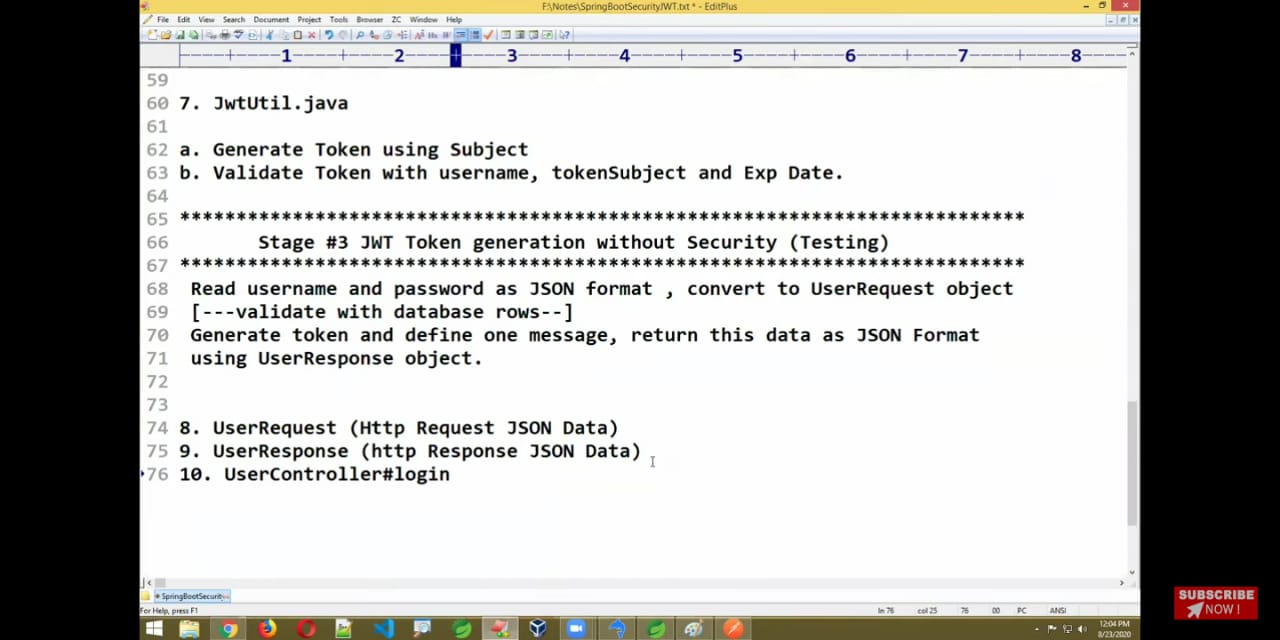 F:\Notes\SpringBootSecurityJWT.txt * - EditPlus
File Edit View Search Document Project Tools Browser ZC Window Help
1 2 3 4 5 6 7 8
59
60 7. JwtUtil.java
61
62 a. Generate Token using Subject
63 b. Validate Token with username, tokenSubject and Exp Date.
64
65 ***************************************************************************
66 Stage #3 JWT Token generation without Security (Testing)
67 ***************************************************************************
68 Read username and password as JSON format , convert to UserRequest object
69 [---validate with database rows--]
70 Generate token and define one message, return this data as JSON Format
71 using UserResponse object.
72
73
74 8. UserRequest (Http Request JSON Data)
75 9. UserResponse (http Response JSON Data)
76 10. UserController#login
SpringBootSecurity
For Help, press F1 ln 76 col 25 76 00 PC ANSI
12:04 PM
8/23/2020
SUBSCRIBE
NOW !